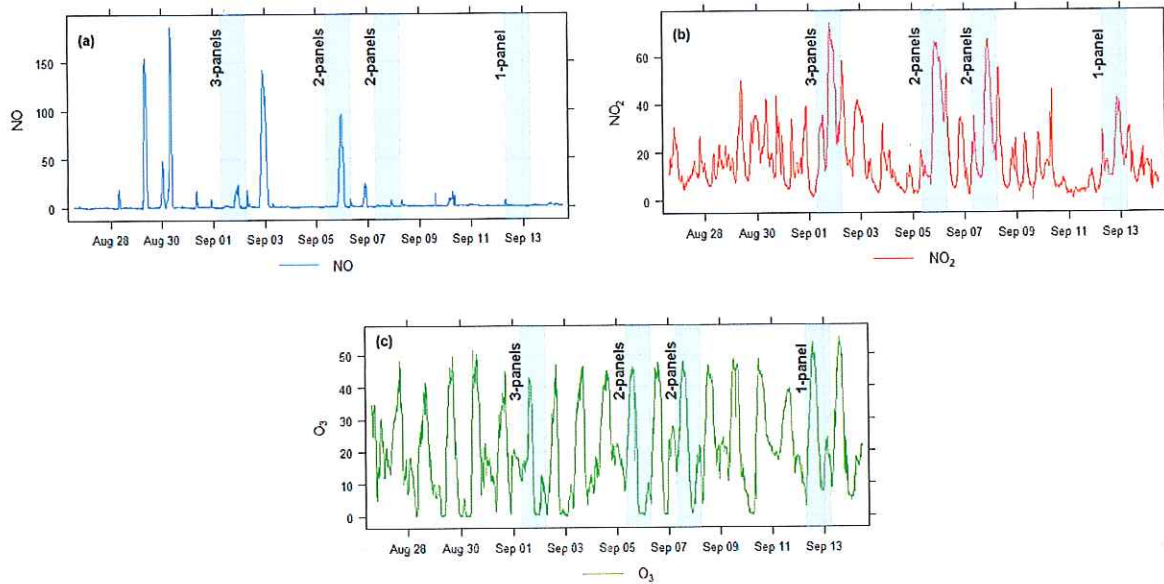 (a)
NO
150
100
50
0
3-panels
2-panels
2-panels
1-panel
Aug 28
Aug 30
Sep 01
Sep 03
Sep 05
Sep 07
Sep 09
Sep 11
Sep 13
NO
(b)
NO₂
60
40
20
0
3-panels
2-panels
2-panels
1-panel
Aug 28
Aug 30
Sep 01
Sep 03
Sep 05
Sep 07
Sep 09
Sep 11
Sep 13
NO₂
(c)
O₃
50
40
30
20
10
0
3-panels
2-panels
2-panels
1-panel
Aug 28
Aug 30
Sep 01
Sep 03
Sep 05
Sep 07
Sep 09
Sep 11
Sep 13
O₃